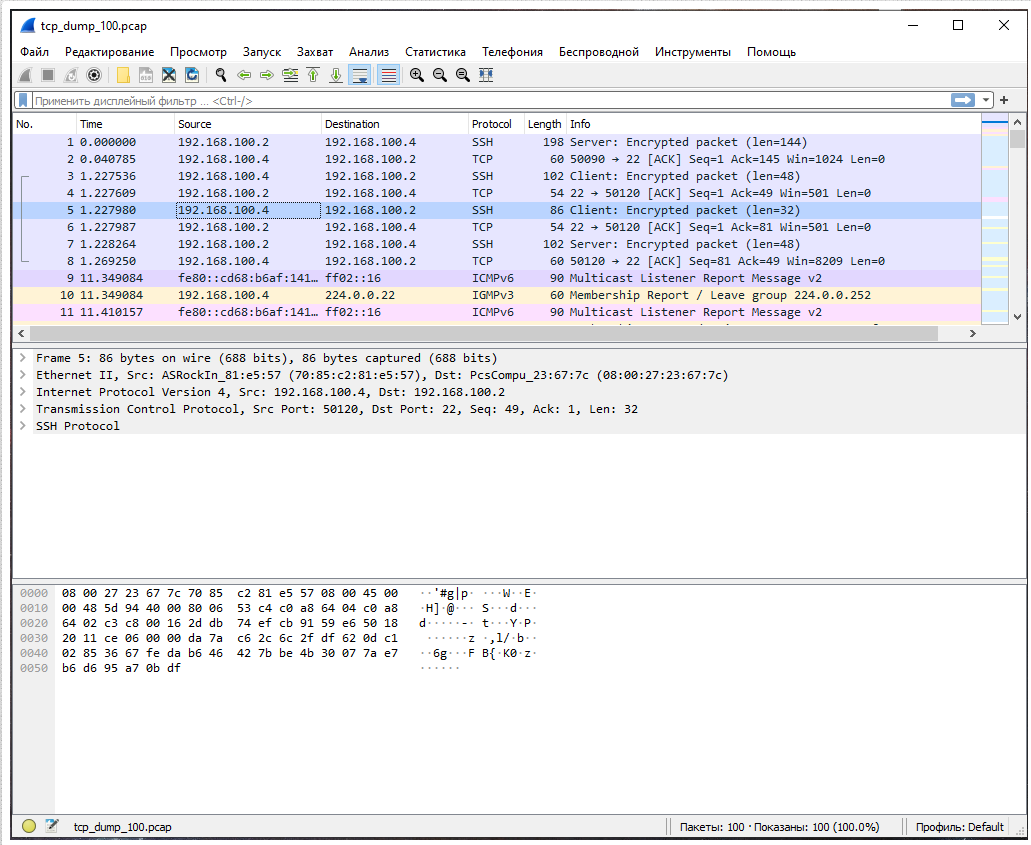 tcp_dump_100.pcap
Файл Редактирование Просмотр Запуск Захват Анализ Статистика Телефония Беспроводной Инструменты Помощь
Применить дисплейный фильтр ... <Ctrl-/>
No. Time Source Destination Protocol Length Info
1 0.000000 192.168.100.2 192.168.100.4 SSH 198 Server: Encrypted packet (len=144)
2 0.040785 192.168.100.4 192.168.100.2 TCP 60 50090 → 22 [ACK] Seq=1 Ack=145 Win=1024 Len=0
3 1.227536 192.168.100.4 192.168.100.2 SSH 102 Client: Encrypted packet (len=48)
4 1.227609 192.168.100.2 192.168.100.4 TCP 54 22 → 50120 [ACK] Seq=1 Ack=49 Win=501 Len=0
5 1.227980 192.168.100.4 192.168.100.2 SSH 86 Client: Encrypted packet (len=32)
6 1.227987 192.168.100.2 192.168.100.4 TCP 54 22 → 50120 [ACK] Seq=1 Ack=81 Win=501 Len=0
7 1.228264 192.168.100.2 192.168.100.4 SSH 102 Server: Encrypted packet (len=48)
8 1.269250 192.168.100.4 192.168.100.2 TCP 60 50120 → 22 [ACK] Seq=81 Ack=49 Win=8209 Len=0
9 11.349084 fe80::cd68:b6af:141… ff02::16 ICMPv6 90 Multicast Listener Report Message v2
10 11.349084 192.168.100.4 224.0.0.22 IGMPv3 60 Membership Report / Leave group 224.0.0.252
11 11.410157 fe80::cd68:b6af:141… ff02::16 ICMPv6 90 Multicast Listener Report Message v2
Frame 5: 86 bytes on wire (688 bits), 86 bytes captured (688 bits)
Ethernet II, Src: ASRockIn_81:e5:57 (70:85:c2:81:e5:57), Dst: PcsCompu_23:67:7c (08:00:27:23:67:7c)
Internet Protocol Version 4, Src: 192.168.100.4, Dst: 192.168.100.2
Transmission Control Protocol, Src Port: 50120, Dst Port: 22, Seq: 49, Ack: 1, Len: 32
SSH Protocol
0000 08 00 27 23 67 7c 70 85 c2 81 e5 57 08 00 45 00 ··'#g|p· ···W··E·
0010 00 48 5d 94 40 00 80 06 53 c4 c0 a8 64 04 c0 a8 ·H]·@··· S···d···
0020 64 02 c3 c8 00 16 2d db 74 ef cb 91 59 e6 50 18 d·····-· t···Y·P·
0030 20 11 ce 06 00 00 da 7a c6 2c 6c 2f df 62 0d c1 ······z ·,l/·b··
0040 02 85 36 67 fe da b6 46 42 7b be 4b 30 07 7a e7 ··6g···F B{·K0·z·
0050 b6 d6 95 a7 0b df ······
tcp_dump_100.pcap Пакеты: 100 · Показаны: 100 (100.0%) Профиль: Default